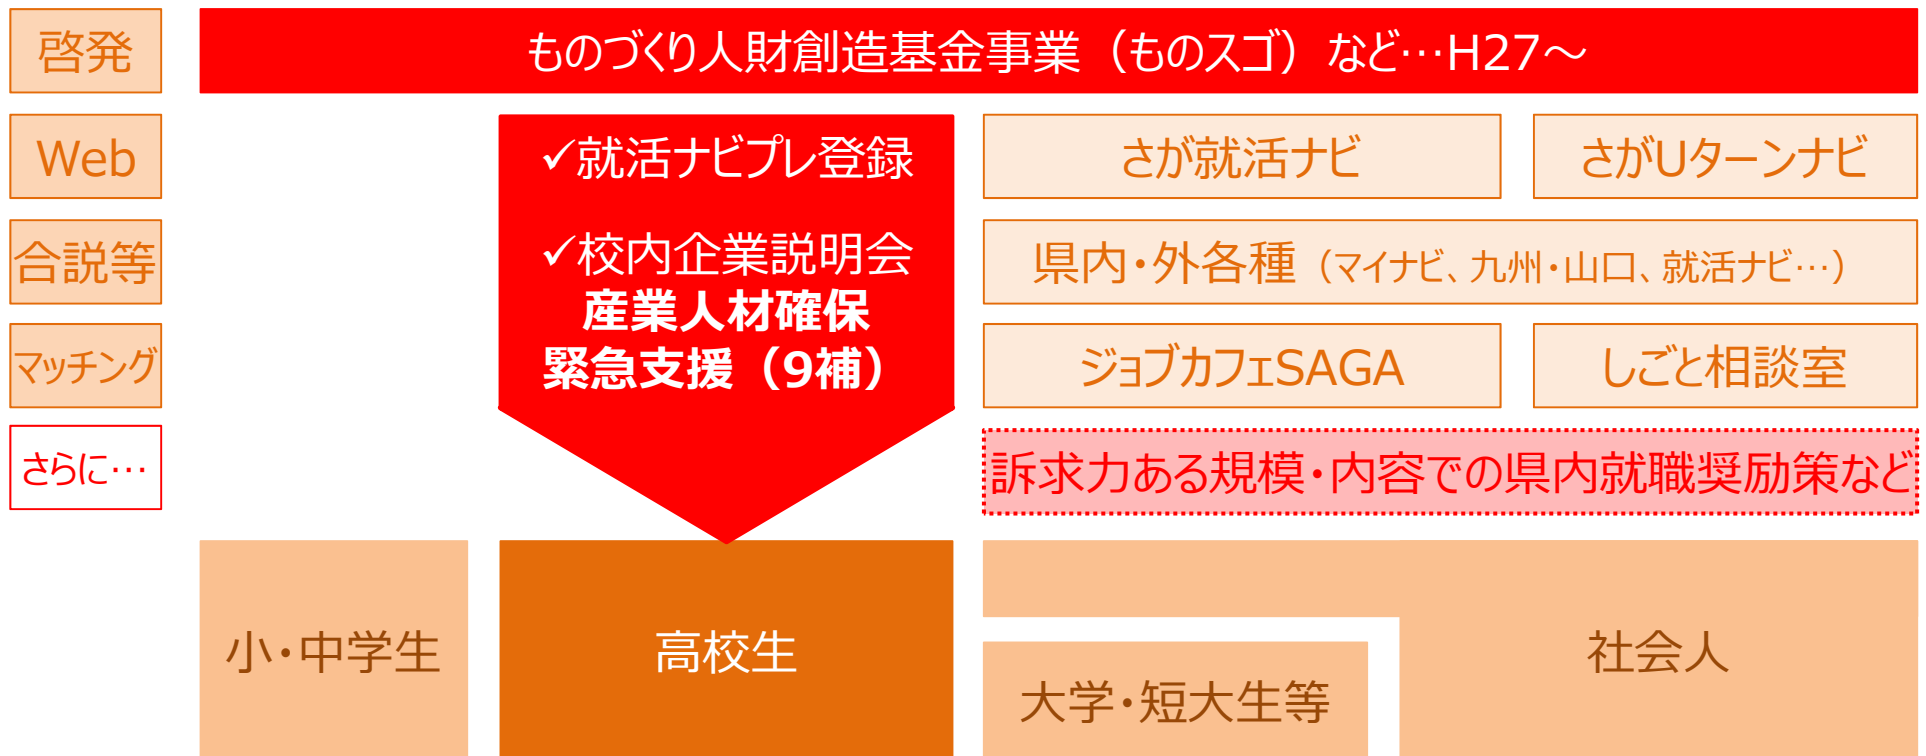 啓発
ものづくり人財創造基金事業（ものスゴ）など…H27～
Web
✓就活ナビプレ登録
さが就活ナビ
さがUターンナビ
合説等
✓校内企業説明会
産業人材確保
緊急支援（9補）
県内・外各種（マイナビ、九州・山口、就活ナビ…）
マッチング
ジョブカフェSAGA
しごと相談室
さらに…
訴求力ある規模・内容での県内就職奨励策など
小・中学生
高校生
大学・短大生等
社会人